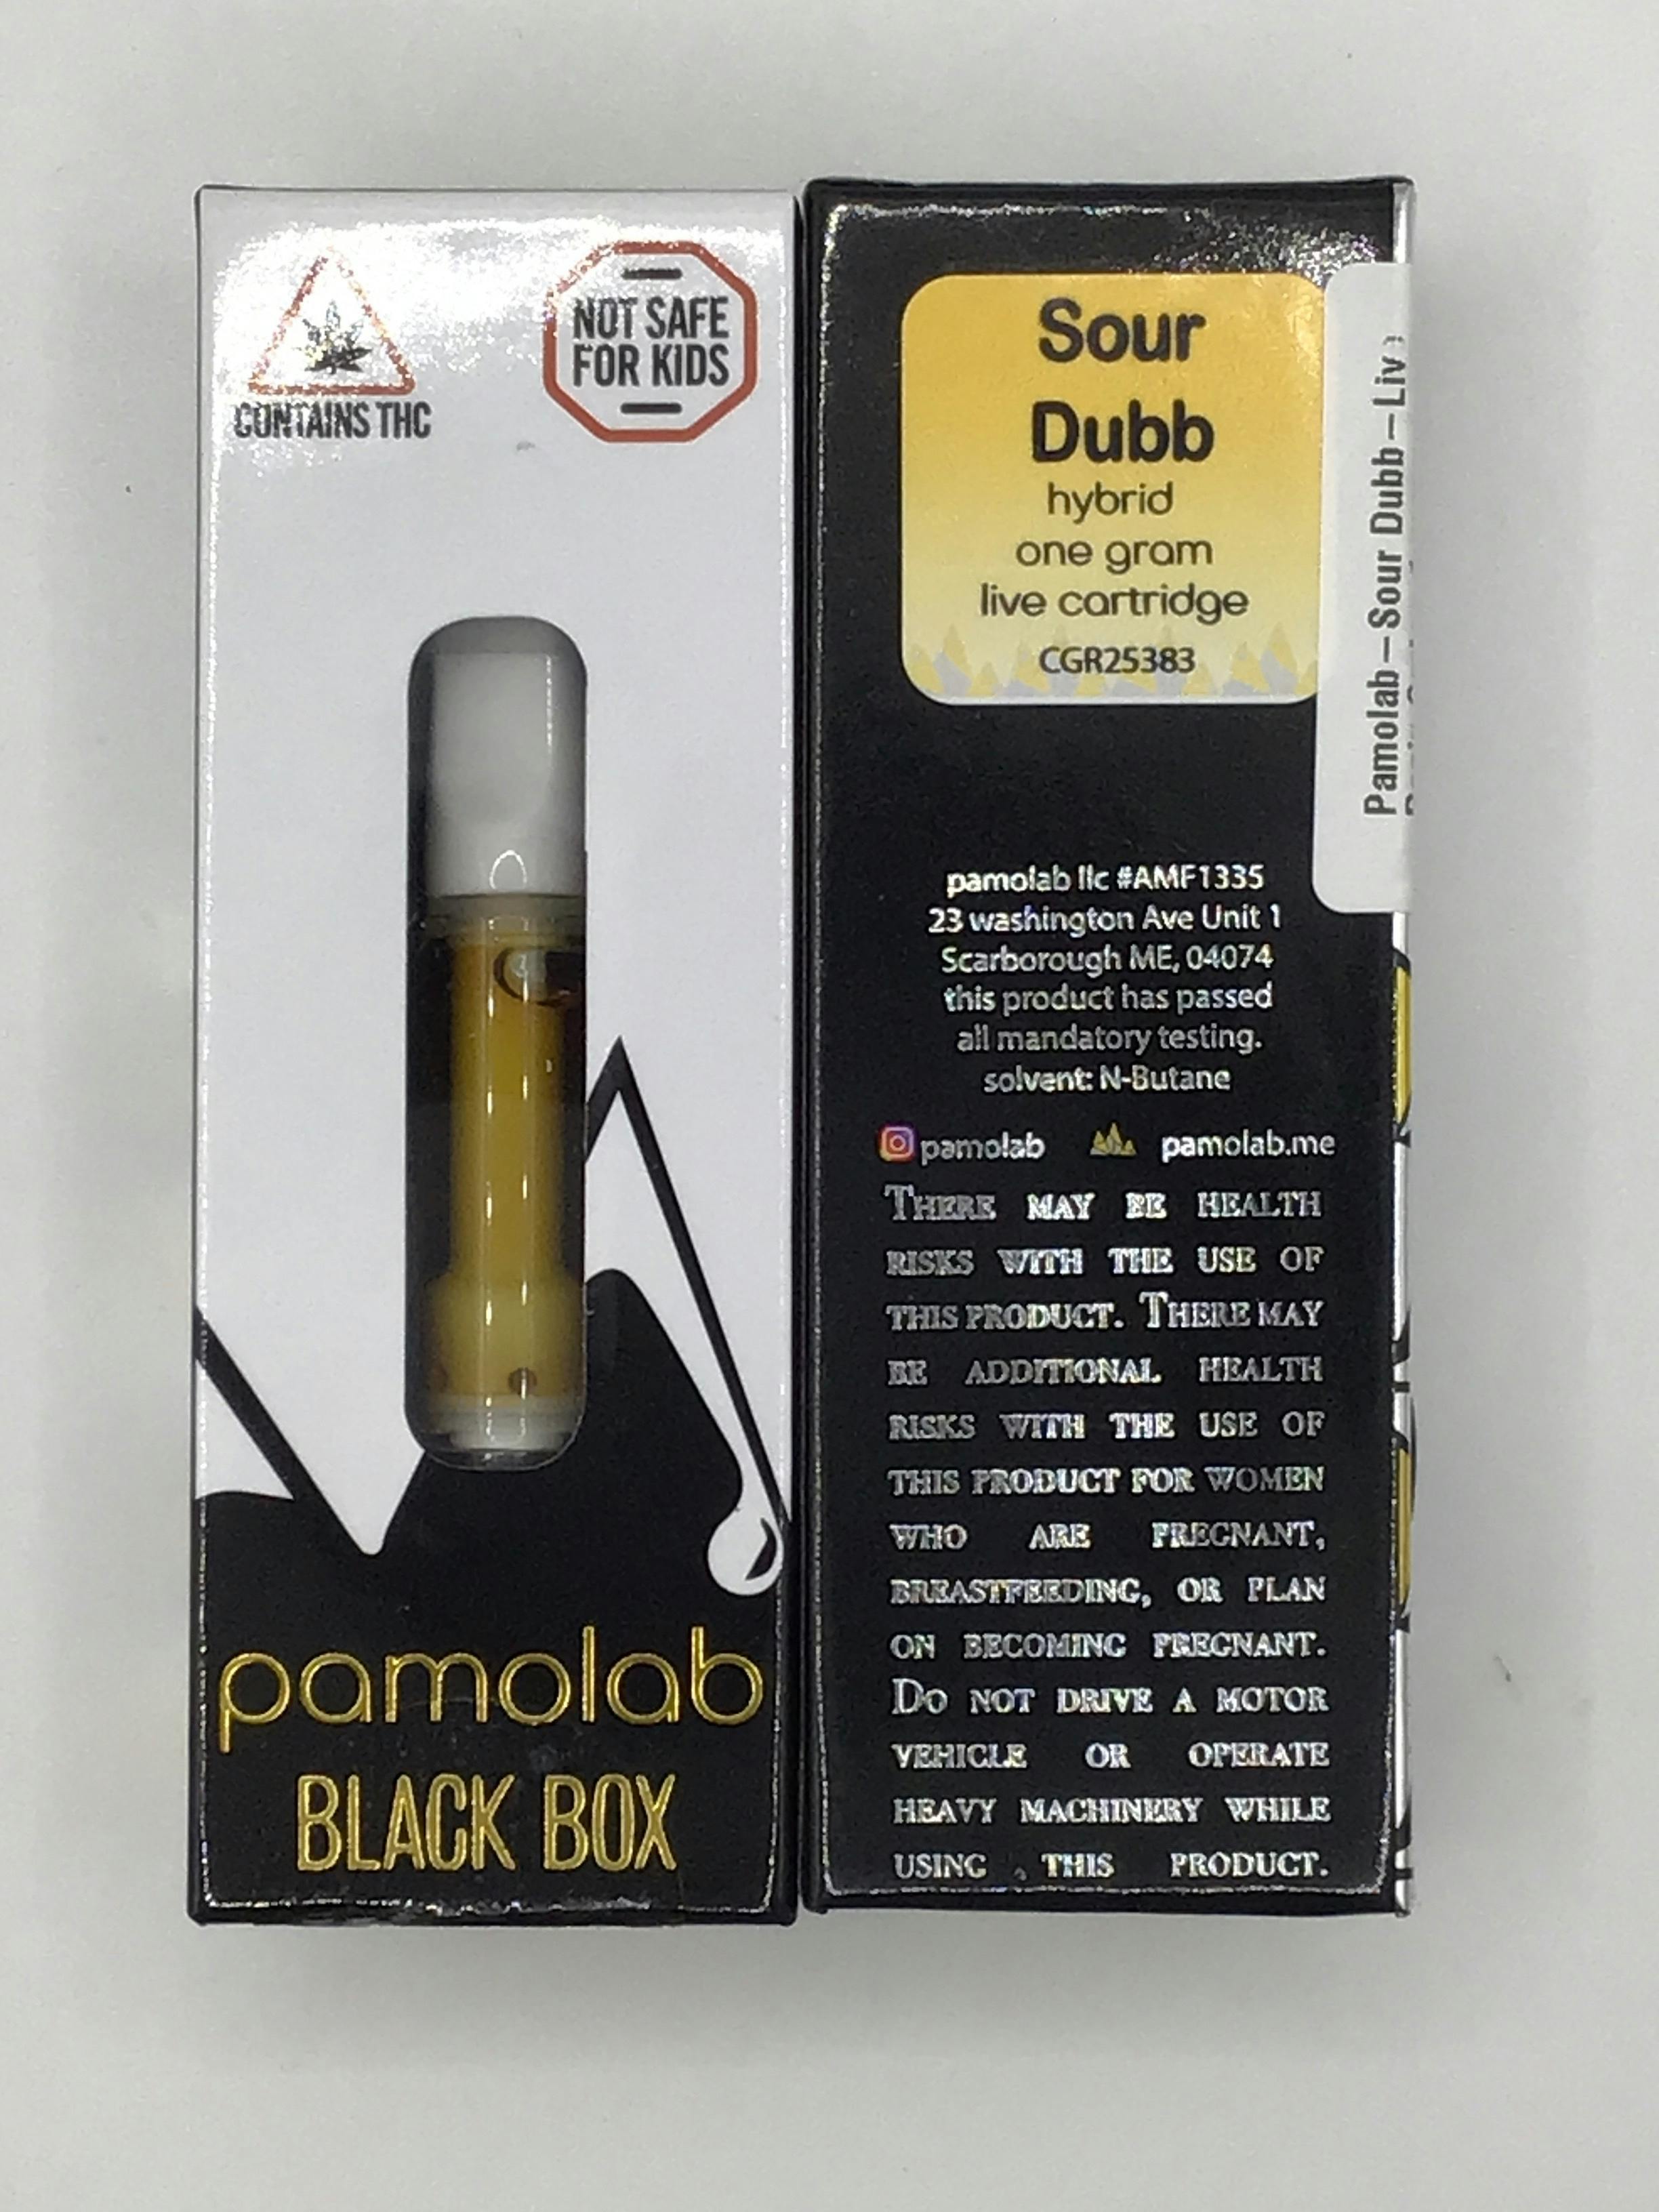 CONTAINS THC
NOT SAFE
FOR KIDS
pamolab
BLACK BOX
Sour
Dubb
hybrid
one gram
live cartridge
CGR25383
Pamolab – Sour Dubb – Liv
pamolab llc #AMF1335
23 washington Ave Unit 1
Scarborough ME, 04074
this product has passed
all mandatory testing.
solvent: N-Butane
pamolab pamolab.me
THERE MAY BE HEALTH
RISKS WITH THE USE OF
THIS PRODUCT. THERE MAY
BE ADDITIONAL HEALTH
RISKS WITH THE USE OF
THIS PRODUCT FOR WOMEN
WHO ARE PREGNANT,
BREASTFEEDING, OR PLAN
ON BECOMING PREGNANT.
DO NOT DRIVE A MOTOR
VEHICLE OR OPERATE
HEAVY MACHINERY WHILE
USING THIS PRODUCT.